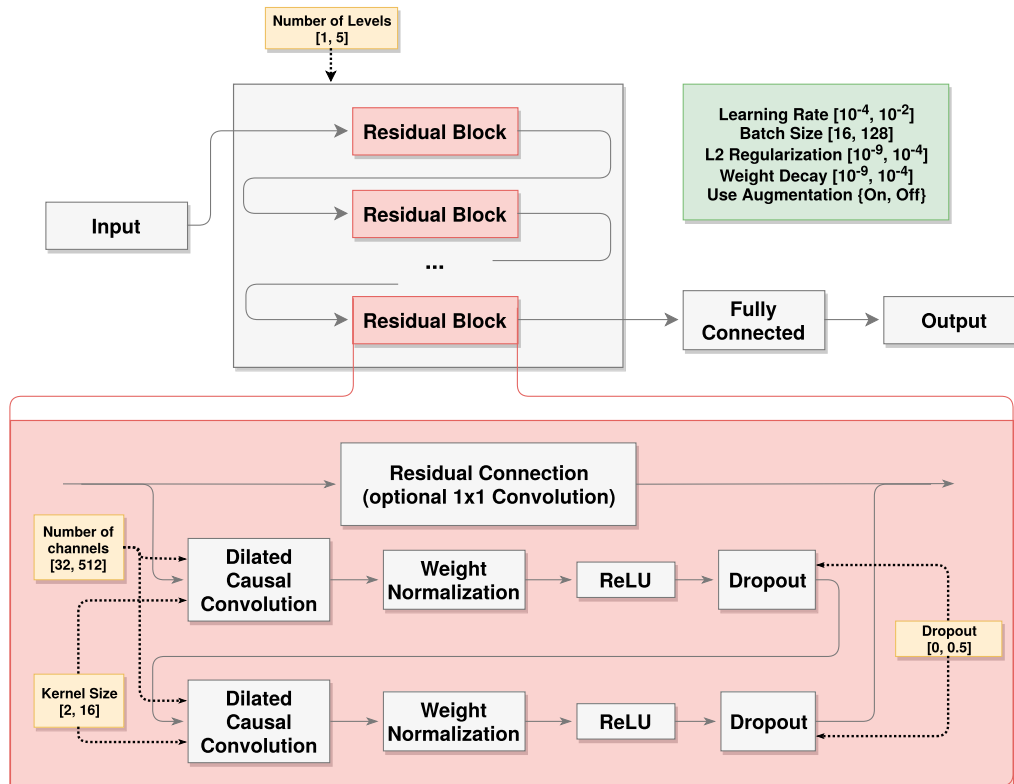 Number of Levels
[1, 5]
Residual Block
Learning Rate [10⁻⁴, 10⁻²]
Batch Size [16, 128]
L2 Regularization [10⁻⁹, 10⁻⁴]
Weight Decay [10⁻⁹, 10⁻⁴]
Use Augmentation {On, Off}
Input
Residual Block
...
Residual Block
Fully
Connected
Output
Residual Connection
(optional 1x1 Convolution)
Number of
channels
[32, 512]
Dilated
Causal
Convolution
Weight
Normalization
ReLU
Dropout
Dropout
[0, 0.5]
Kernel Size
[2, 16]
Dilated
Causal
Convolution
Weight
Normalization
ReLU
Dropout